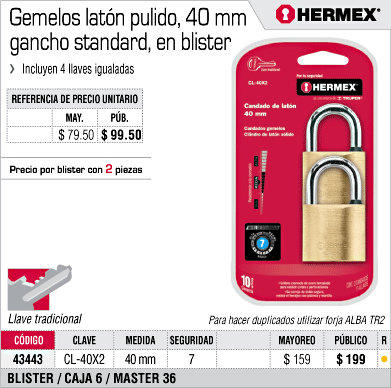 Gemelos latón pulido, 40 mm
gancho standard, en blister
HERMEX®
› Incluyen 4 llaves igualadas
REFERENCIA DE PRECIO UNITARIO
MAY. PÚB.
$ 79.50 $ 99.50
Precio por blister con 2 piezas
CL-40X2
HERMEX
TRUPER
Candado de latón
40 mm
Candados gemelos
Cilindro de latón sólido
7
10
Llave tradicional
Para hacer duplicados utilizar forja ALBA TR2
CÓDIGO CLAVE MEDIDA SEGURIDAD MAYOREO PÚBLICO R
43443 CL-40X2 40 mm 7 $ 159 $ 199
BLISTER / CAJA 6 / MASTER 36